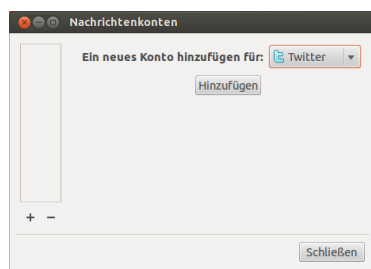 Nachrichtenkonten
Ein neues Konto hinzufügen für: Twitter
Hinzufügen
+ −
Schließen